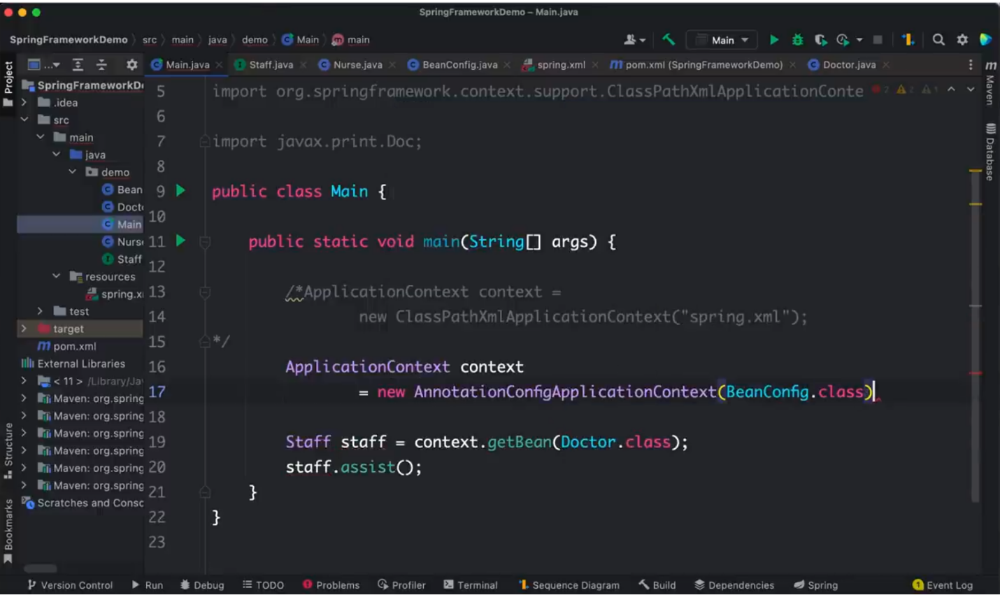 SpringFrameworkDemo – Main.java
SpringFrameworkDemo src main java demo Main main
Main
Project
...
Main.java Staff.java Nurse.java BeanConfig.java spring.xml pom.xml (SpringFrameworkDemo) Doctor.java
SpringFrameworkDe
.idea
src
main
java
demo
Bean
Docto
Main
Nurse
Staff
resources
spring.x
test
target
pom.xml
External Libraries
< 11 > /Library/Ja
Maven: org.spring
Maven: org.spring
Maven: org.spring
Maven: org.spring
Maven: org.spring
Maven: org.spring
Scratches and Conso
Structure
Bookmarks
5 import org.springframework.context.support.ClassPathXmlApplicationConte 2 2 1
6
7 import javax.print.Doc;
8
9 public class Main {
10
11 public static void main(String[] args) {
12
13 /*ApplicationContext context =
14 new ClassPathXmlApplicationContext("spring.xml");
15 */
16 ApplicationContext context
17 = new AnnotationConfigApplicationContext(BeanConfig.class)
18
19 Staff staff = context.getBean(Doctor.class);
20 staff.assist();
21 }
22 }
23
m Maven
Database
Version Control Run Debug TODO Problems Profiler Terminal Sequence Diagram Build Dependencies Spring 1 Event Log